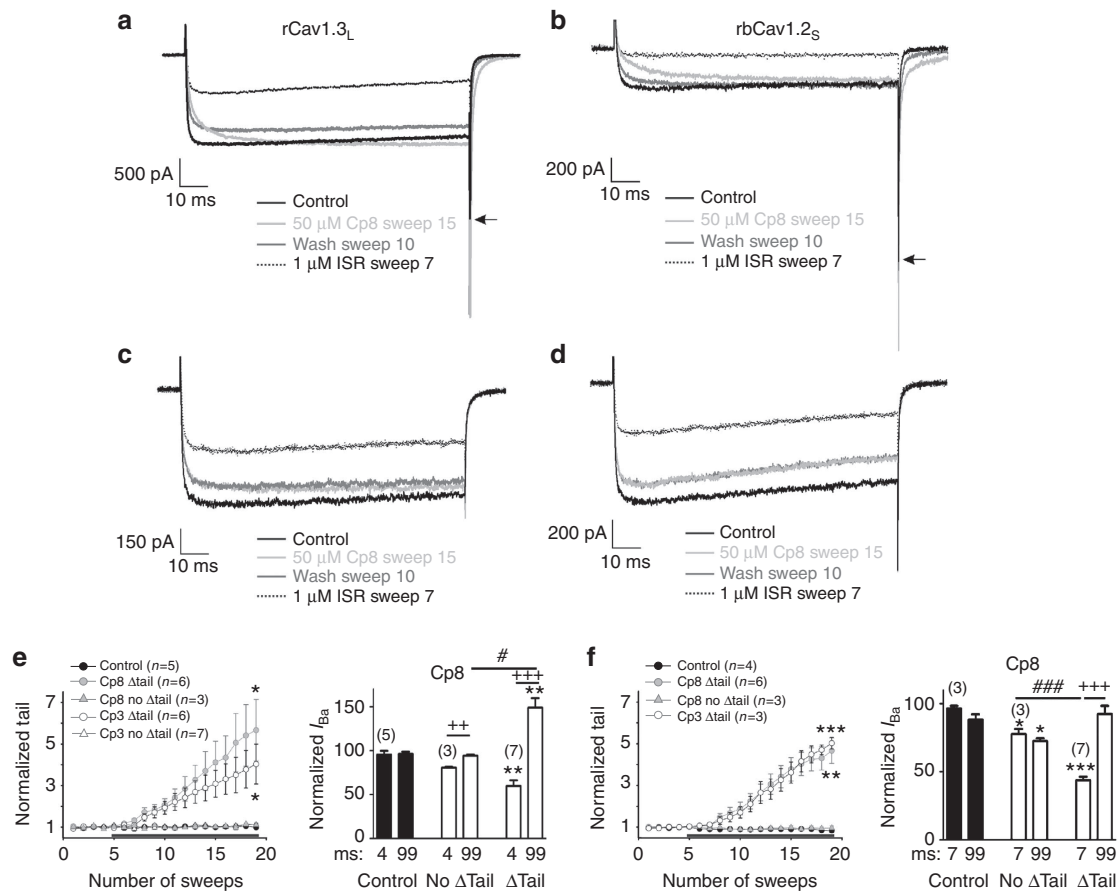 a
rCav1.3L
500 pA
10 ms
Control
50 μM Cp8 sweep 15
Wash sweep 10
1 μM ISR sweep 7
b
rbCav1.2S
200 pA
10 ms
Control
50 μM Cp8 sweep 15
Wash sweep 10
1 μM ISR sweep 7
c
150 pA
10 ms
Control
50 μM Cp8 sweep 15
Wash sweep 10
1 μM ISR sweep 7
d
200 pA
10 ms
Control
50 μM Cp8 sweep 15
Wash sweep 10
1 μM ISR sweep 7
e
Control (n=5)
Cp8 Δtail (n=6)
Cp8 no Δtail (n=3)
Cp3 Δtail (n=6)
Cp3 no Δtail (n=7)
Normalized tail
7
5
4
2
1
*
*
0 5 10 15 20
Number of sweeps
Cp8
#
+++
**
++
(5)
(3)
(7)
**
Normalized IBa
150
100
50
0
ms: 4 99 4 99 4 99
Control No ΔTail ΔTail
f
Control (n=4)
Cp8 Δtail (n=6)
Cp8 no Δtail (n=3)
Cp3 Δtail (n=3)
Normalized tail
7
5
4
2
1
***
**
0 5 10 15 20
Number of sweeps
Cp8
###
+++
(3)
(3)
* *
(7)
***
Normalized IBa
100
50
0
ms: 7 99 7 99 7 99
Control No ΔTail ΔTail